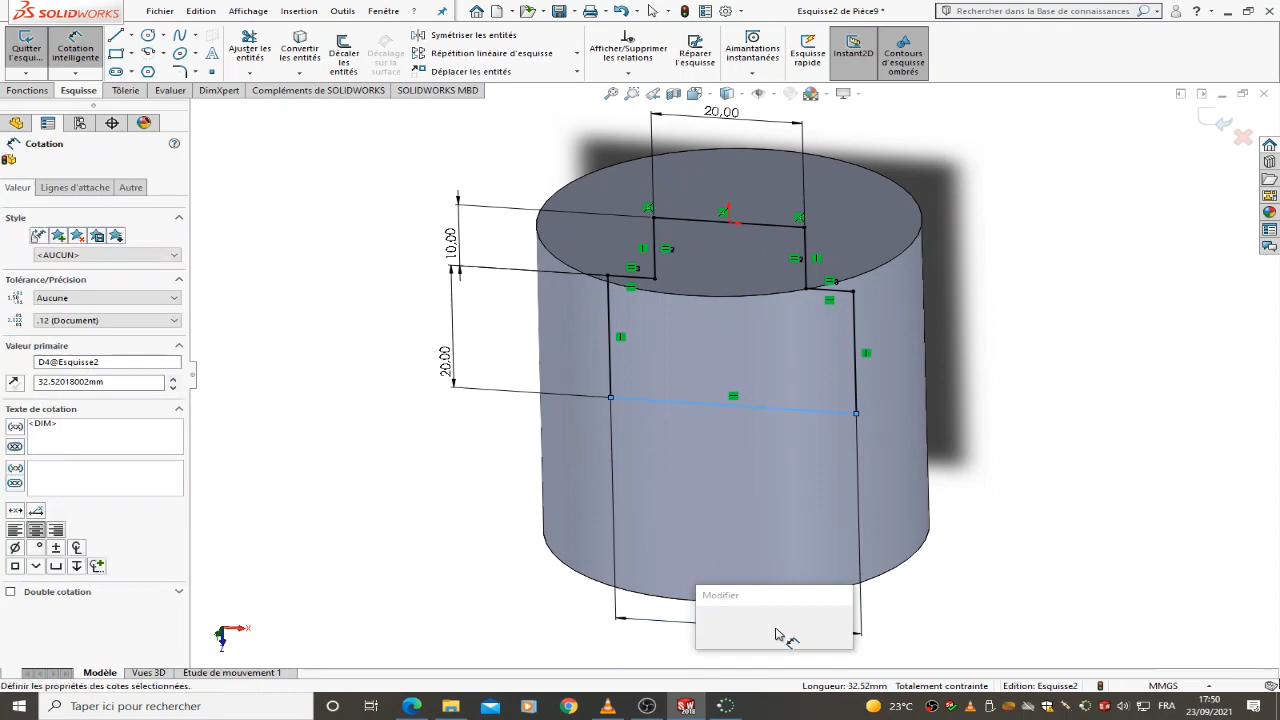 SOLIDWORKS
Fichier Edition Affichage Insertion Outils Fenêtre
Esquisse2 de Pièce9 *
Rechercher dans la Base de connaissances
Quitter l'esqui...
Cotation intelligente
Ajuster les entités
Convertir les entités
Décaler les entités
Décalage sur la surface
Symétriser les entités
Répétition linéaire d'esquisse
Déplacer les entités
Afficher/Supprimer les relations
Réparer l'esquisse
Aimantations instantanées
Esquisse rapide
Instant2D
Contours d'esquisse ombrés
Fonctions Esquisse Tôlerie Evaluer DimXpert Compléments de SOLIDWORKS SOLIDWORKS MBD
Cotation
Valeur Lignes d'attache Autre
Style
<AUCUN>
Tolérance/Précision
Aucune
.12 (Document)
Valeur primaire
D4@Esquisse2
32.52018002mm
Texte de cotation
<DIM>
Double cotation
20,00
10,00
20,00
Modifier
X
Modèle Vues 3D Etude de mouvement 1
Définir les propriétés des cotes sélectionnées.
Longueur: 32.52mm Totalement contrainte Edition: Esquisse2 MMGS
Taper ici pour rechercher
23°C
FRA
17:50
23/09/2021